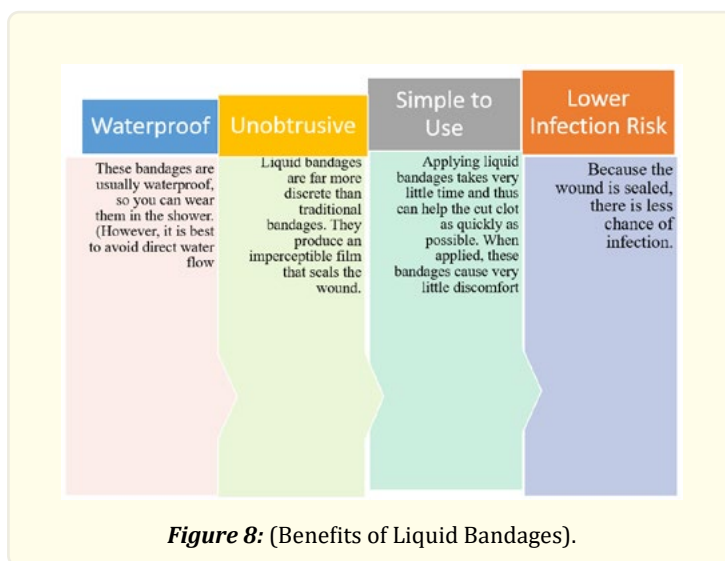 Waterproof
These bandages are
usually waterproof,
so you can wear
them in the shower.
(However, it is best
to avoid direct water
flow
Unobtrusive
Liquid bandages
are far more
discrete than
traditional
bandages. They
produce an
imperceptible film
that seals the
wound.
Simple to
Use
Applying liquid
bandages takes very
little time and thus
can help the cut clot
as quickly as
possible. When
applied, these
bandages cause very
little discomfort
Lower
Infection Risk
Because the
wound is sealed,
there is less
chance of
infection.
Figure 8: (Benefits of Liquid Bandages).